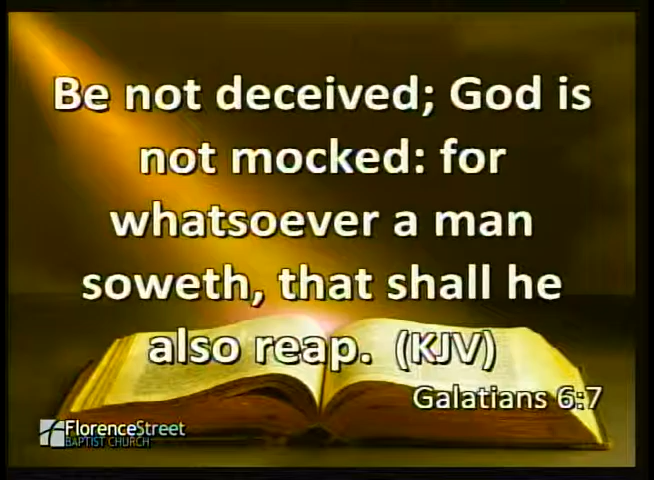 Be not deceived; God is
not mocked: for
whatsoever a man
soweth, that shall he
also reap. (KJV)
Galatians 6:7
FlorenceStreet
BAPTIST CHURCH